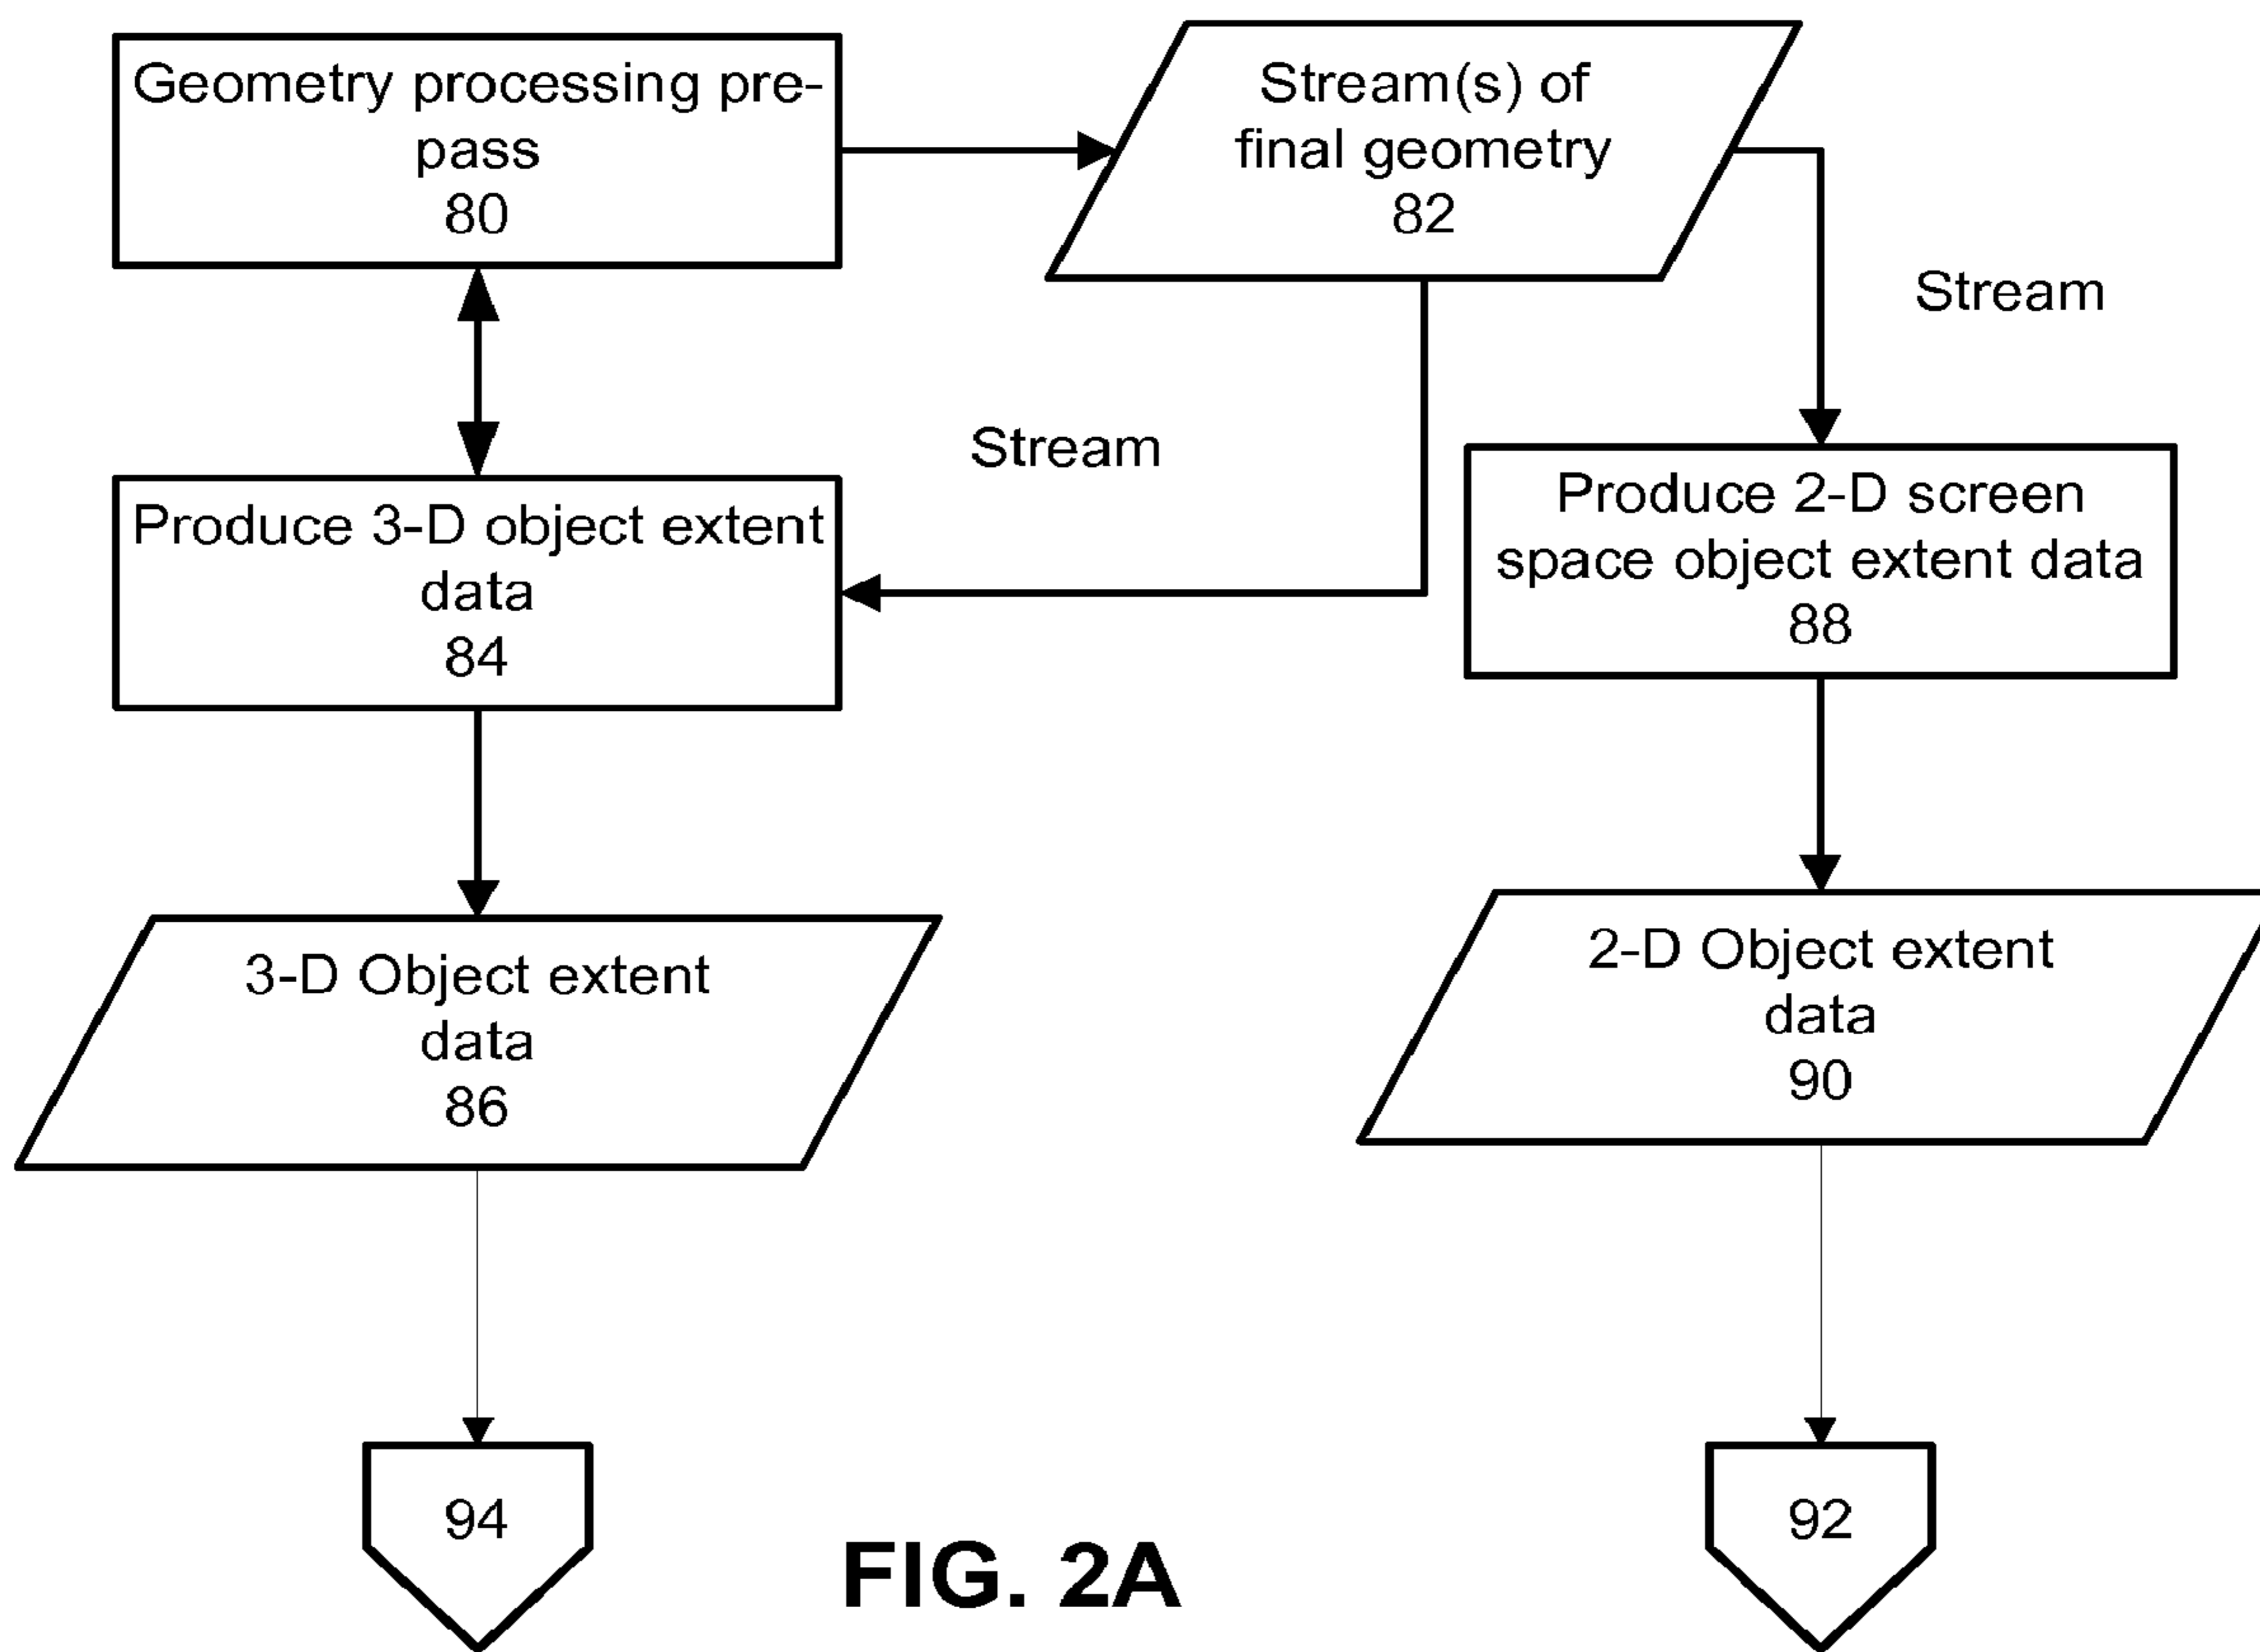 Geometry processing pre-
pass
80
Stream(s) of
final geometry
82
Stream
Stream
Produce 3-D object extent
data
84
Produce 2-D screen
space object extent data
88
3-D Object extent
data
86
2-D Object extent
data
90
94
92
FIG. 2A